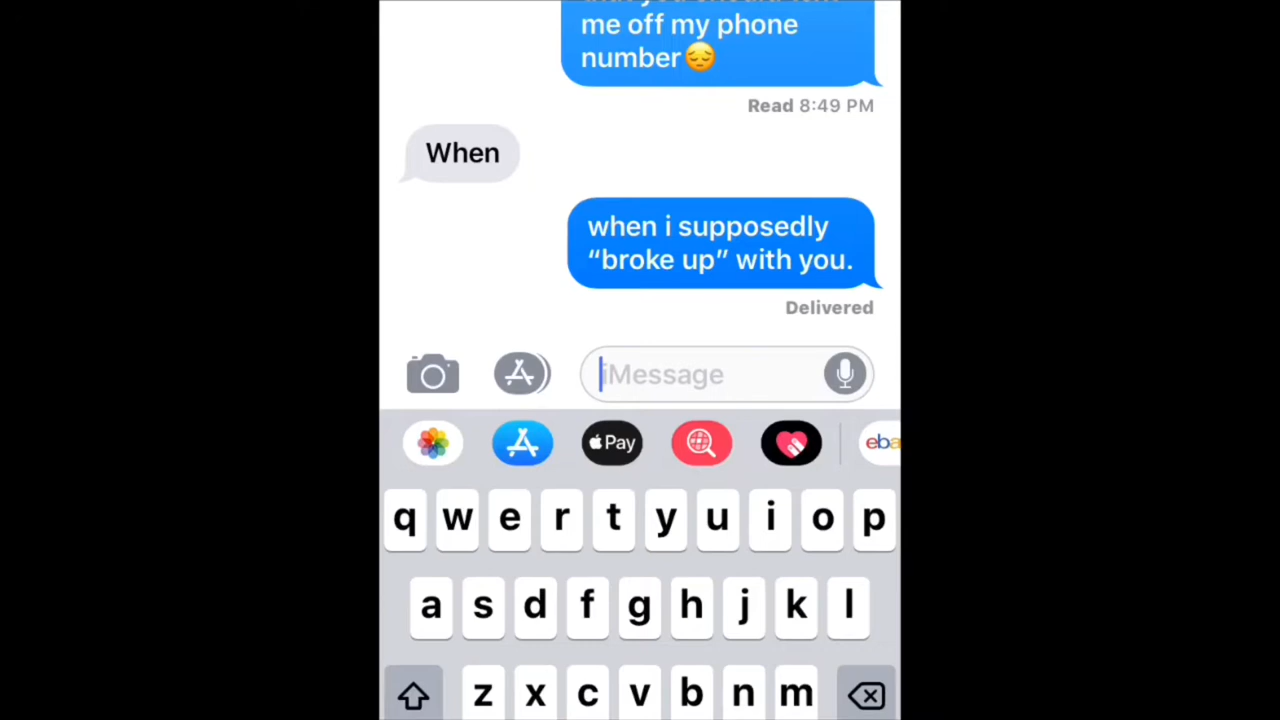 me off my phone
number😔
Read 8:49 PM
When
when i supposedly
“broke up” with you.
Delivered
iMessage
Pay
eba
q w e r t y u i o p
a s d f g h j k l
z x c v b n m